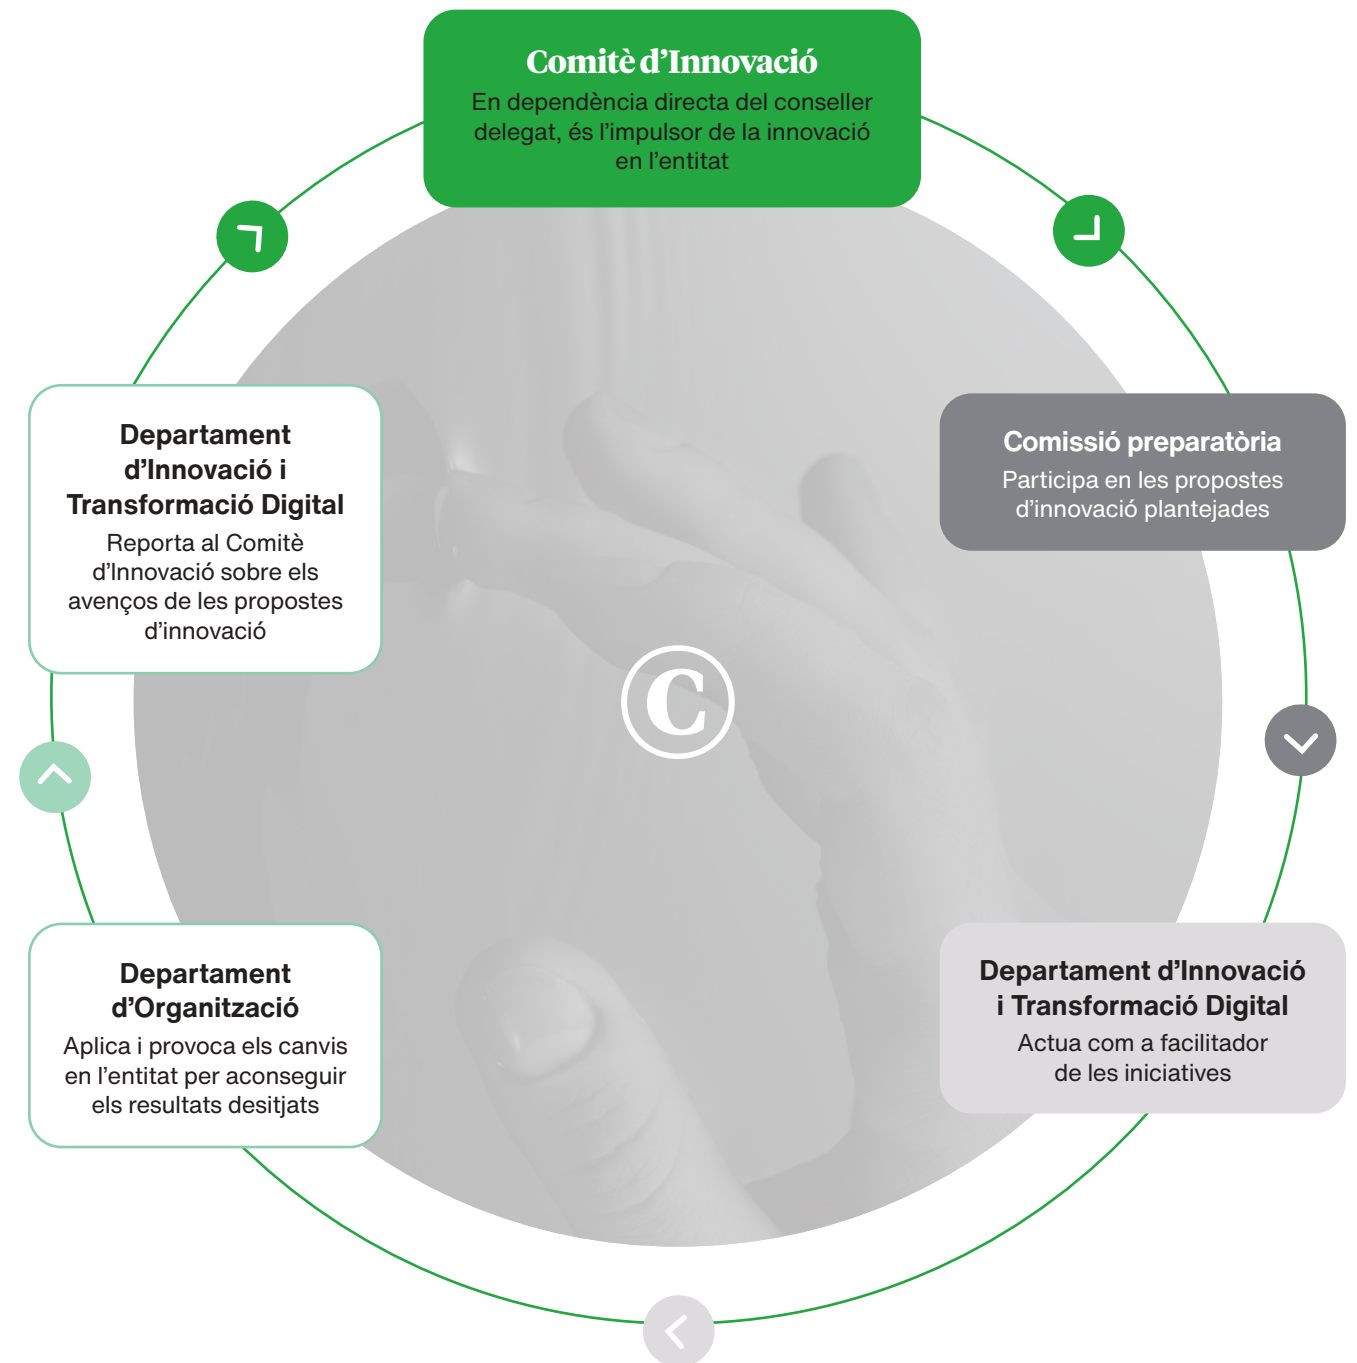 Comitè d’Innovació
En dependència directa del conseller
delegat, és l’impulsor de la innovació
en l’entitat
Comissió preparatòria
Participa en les propostes
d’innovació plantejades
Departament d’Innovació
i Transformació Digital
Actua com a facilitador
de les iniciatives
Departament
d’Organització
Aplica i provoca els canvis
en l’entitat per aconseguir
els resultats desitjats
Departament
d’Innovació i
Transformació Digital
Reporta al Comitè
d’Innovació sobre els
avenços de les propostes
d’innovació
©